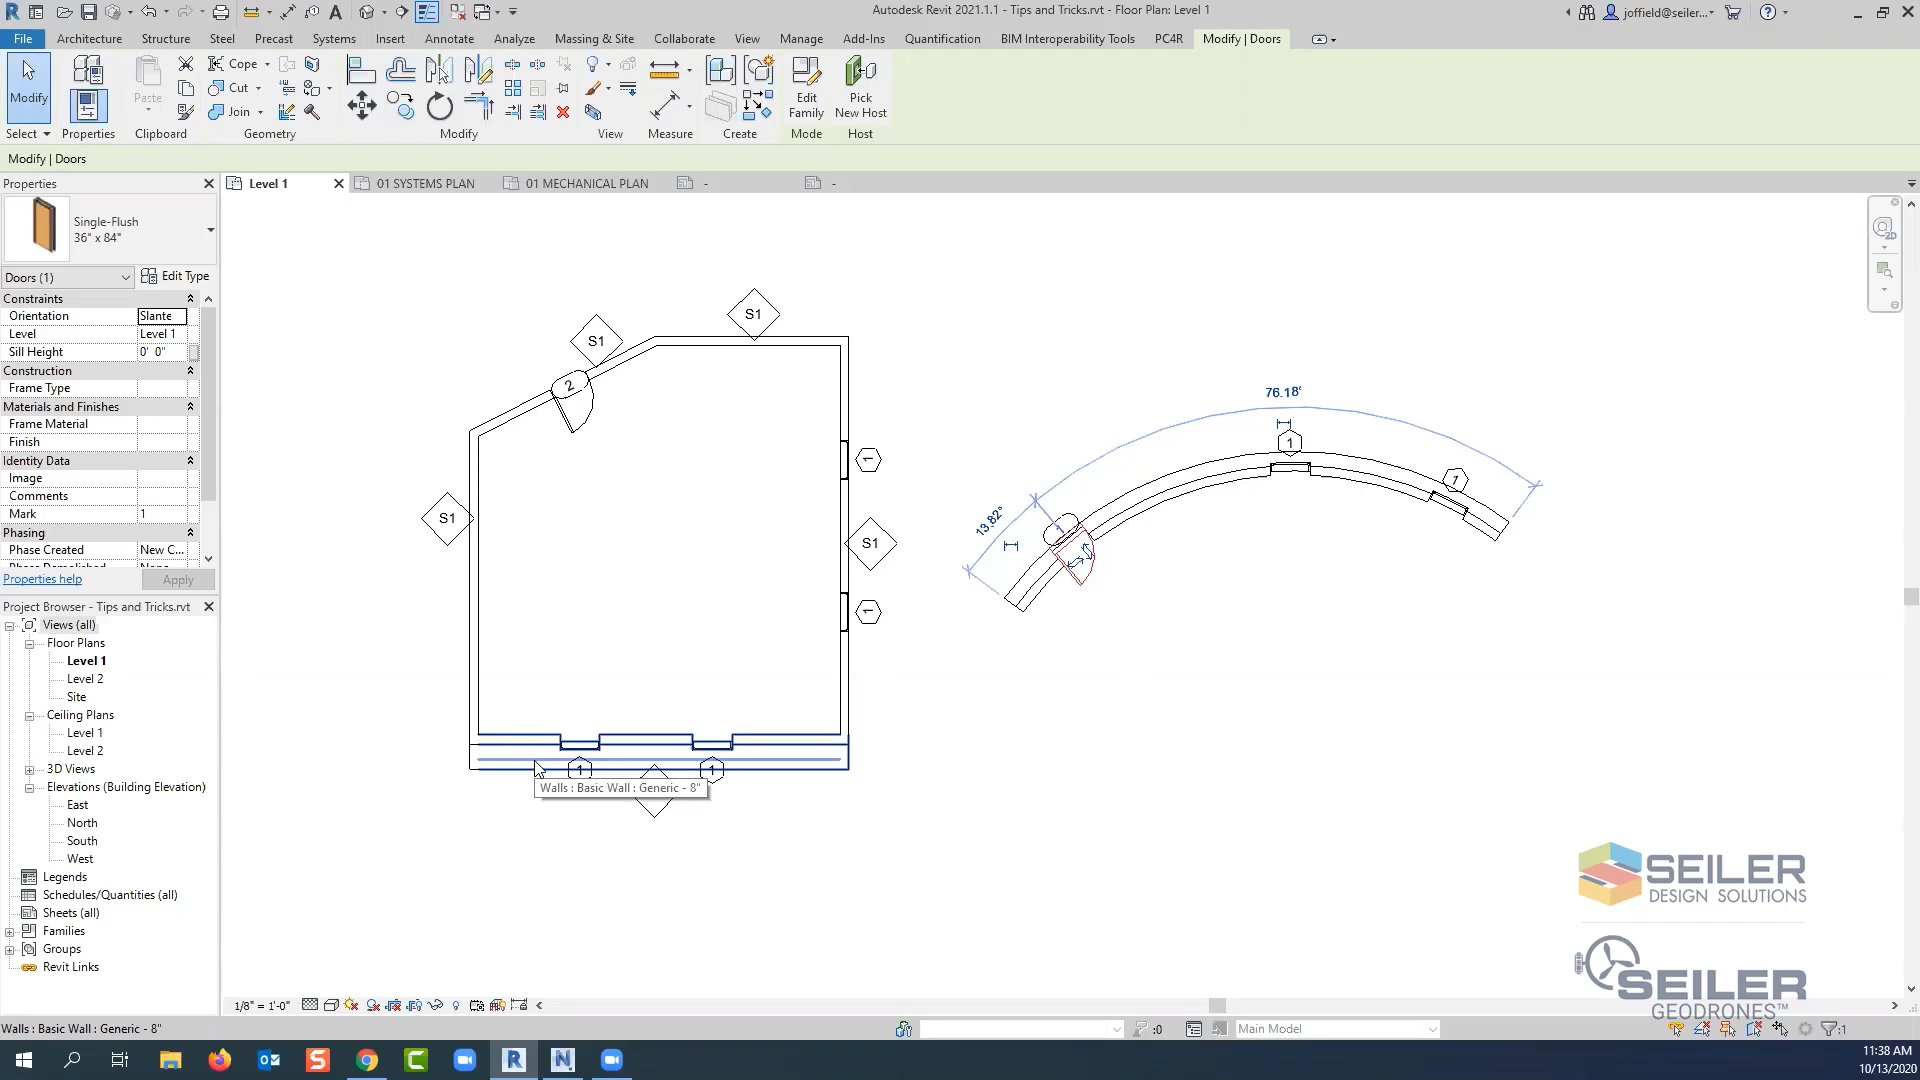 Autodesk Revit 2021.1.1 - Tips and Tricks.rvt - Floor Plan: Level 1
joffield@seiler...
File Architecture Structure Steel Precast Systems Insert Annotate Analyze Massing & Site Collaborate View Manage Add-Ins Quantification BIM Interoperability Tools PC4R Modify | Doors
Cope
Cut
Join
Modify
Paste
Edit Family
Pick New Host
Select Properties Clipboard Geometry Modify View Measure Create Mode Host
Modify | Doors
Properties
Level 1
01 SYSTEMS PLAN
01 MECHANICAL PLAN
-
-
Single-Flush
36" x 84"
Doors (1)
Edit Type
Constraints
Orientation Slante
Level Level 1
Sill Height 0' 0"
Construction
Frame Type
Materials and Finishes
Frame Material
Finish
Identity Data
Image
Comments
Mark 1
Phasing
Phase Created New C...
Properties help
Apply
Project Browser - Tips and Tricks.rvt
Views (all)
Floor Plans
Level 1
Level 2
Site
Ceiling Plans
Level 1
Level 2
3D Views
Elevations (Building Elevation)
East
North
South
West
Legends
Schedules/Quantities (all)
Sheets (all)
Families
Groups
Revit Links
S1
S1
2
S1
S1
1
1
1
1
Walls : Basic Wall : Generic - 8"
76.18°
13.82°
1
1
SEILER
DESIGN SOLUTIONS
SEILER
GEODRONES™
1/8" = 1'-0"
Walls : Basic Wall : Generic - 8"
:0
Main Model
:1
2D
11:38 AM
10/13/2020